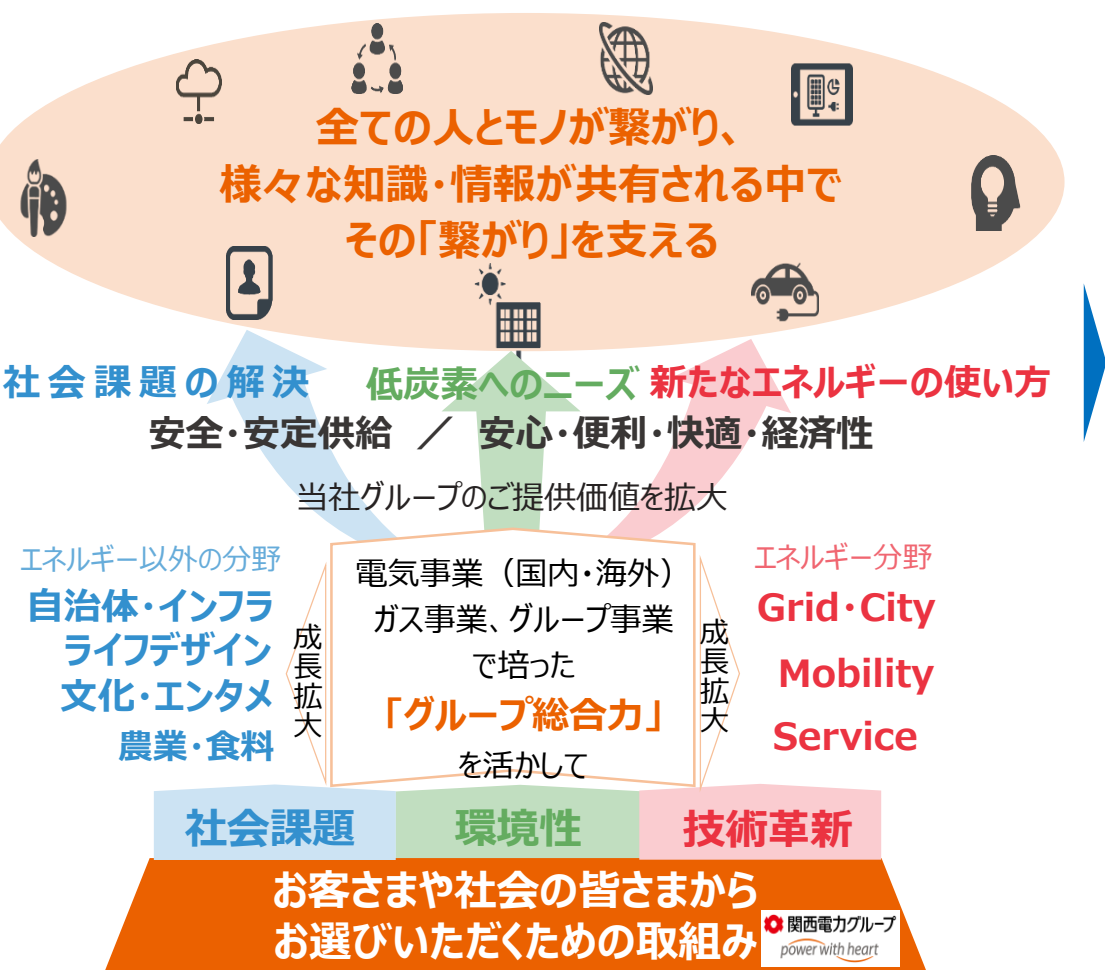 全ての人とモノが繋がり、
様々な知識・情報が共有される中で
その「繋がり」を支える
社会課題の解決
低炭素へのニーズ
新たなエネルギーの使い方
安全・安定供給 ／ 安心・便利・快適・経済性
当社グループのご提供価値を拡大
エネルギー以外の分野
自治体・インフラ
ライフデザイン
文化・エンタメ
農業・食料
成長拡大
電気事業（国内・海外）
ガス事業、グループ事業
で培った
「グループ総合力」
を活かして
成長拡大
エネルギー分野
Grid・City
Mobility
Service
社会課題
環境性
技術革新
お客さまや社会の皆さまから
お選びいただくための取組み
関西電力グループ
power with heart